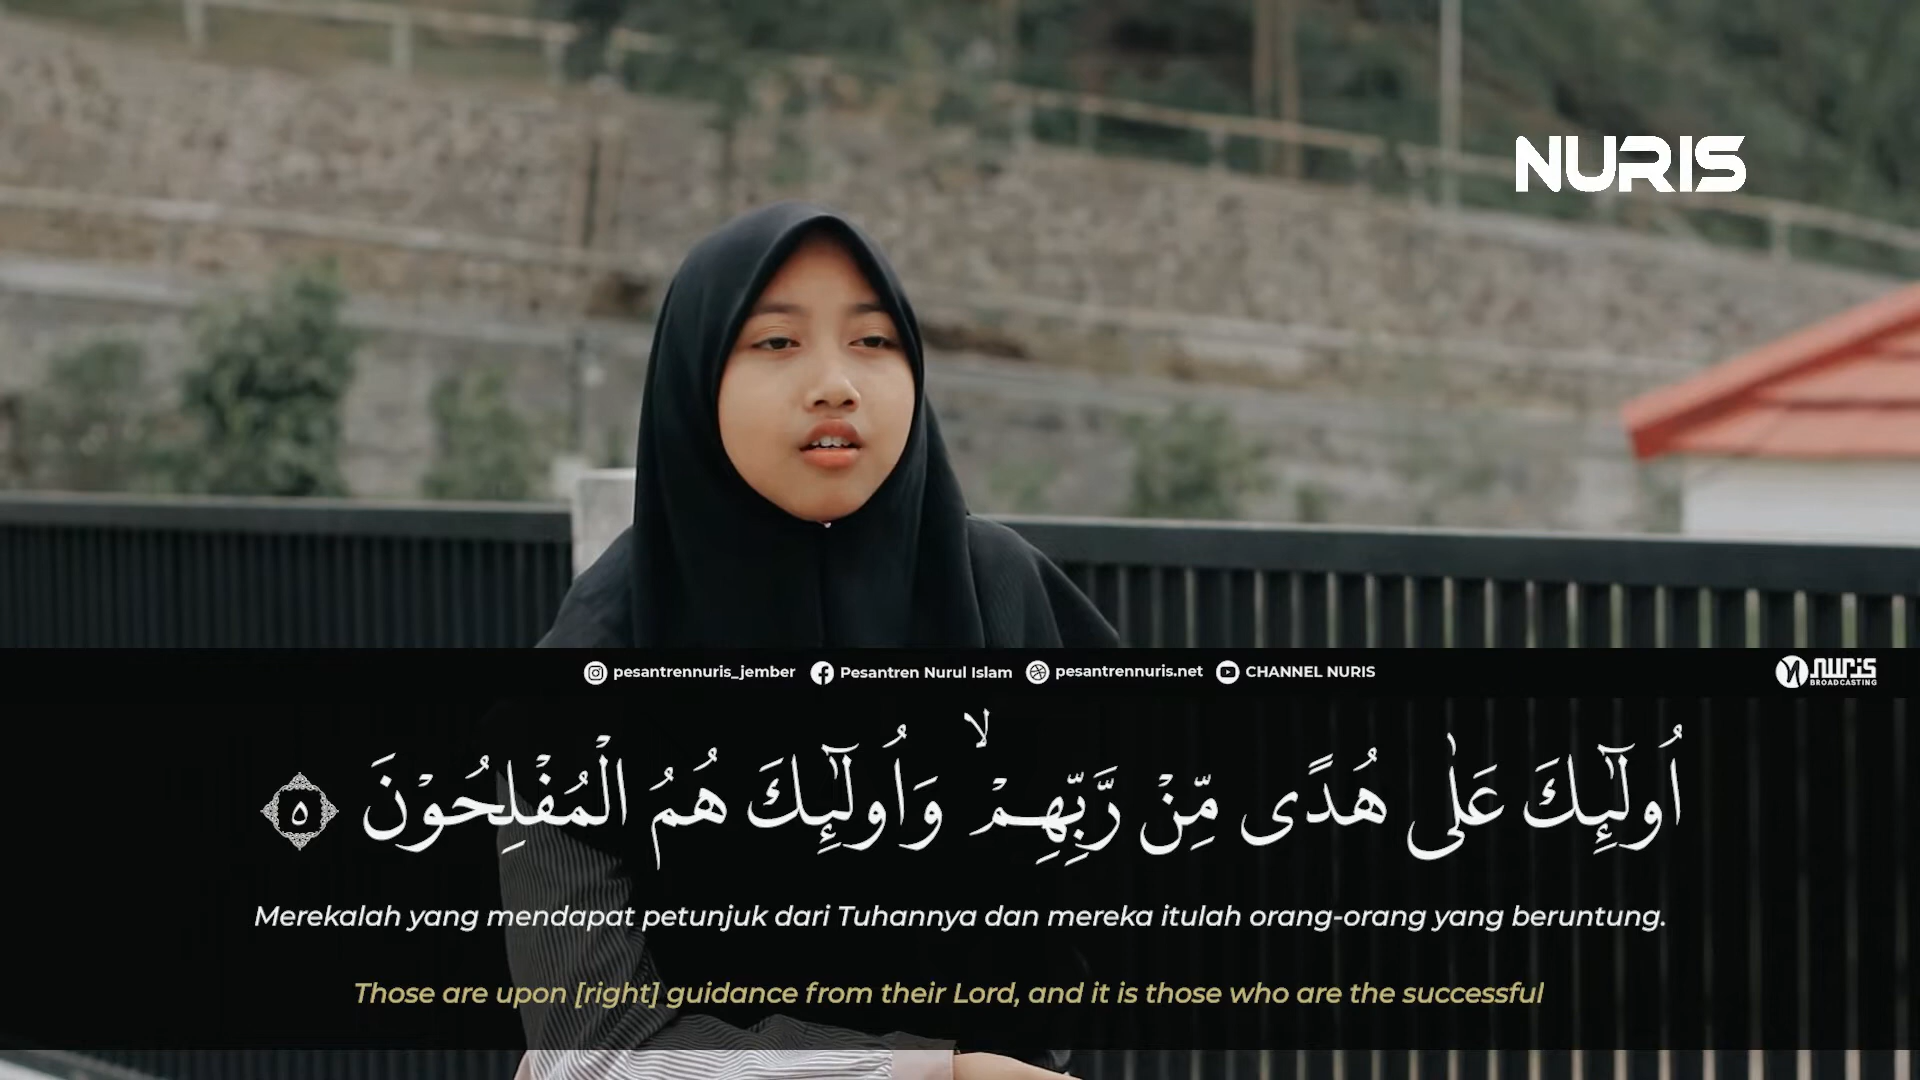 NURIS
pesantrennuris_jember Pesantren Nurul Islam pesantrennuris.net CHANNEL NURIS
NURIS BROADCASTING
اُولٰۤىِٕكَ عَلٰى هُدًى مِّنْ رَّبِّهِمْ ۙ وَاُولٰۤىِٕكَ هُمُ الْمُفْلِحُوْنَ ٥
Merekalah yang mendapat petunjuk dari Tuhannya dan mereka itulah orang-orang yang beruntung.
Those are upon [right] guidance from their Lord, and it is those who are the successful